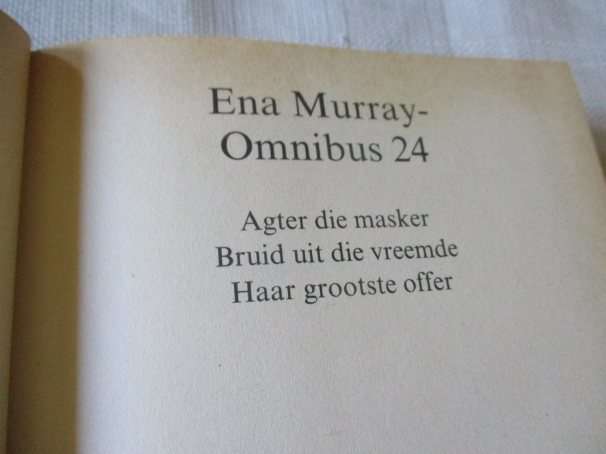 Ena Murray-
Omnibus 24
Agter die masker
Bruid uit die vreemde
Haar grootste offer